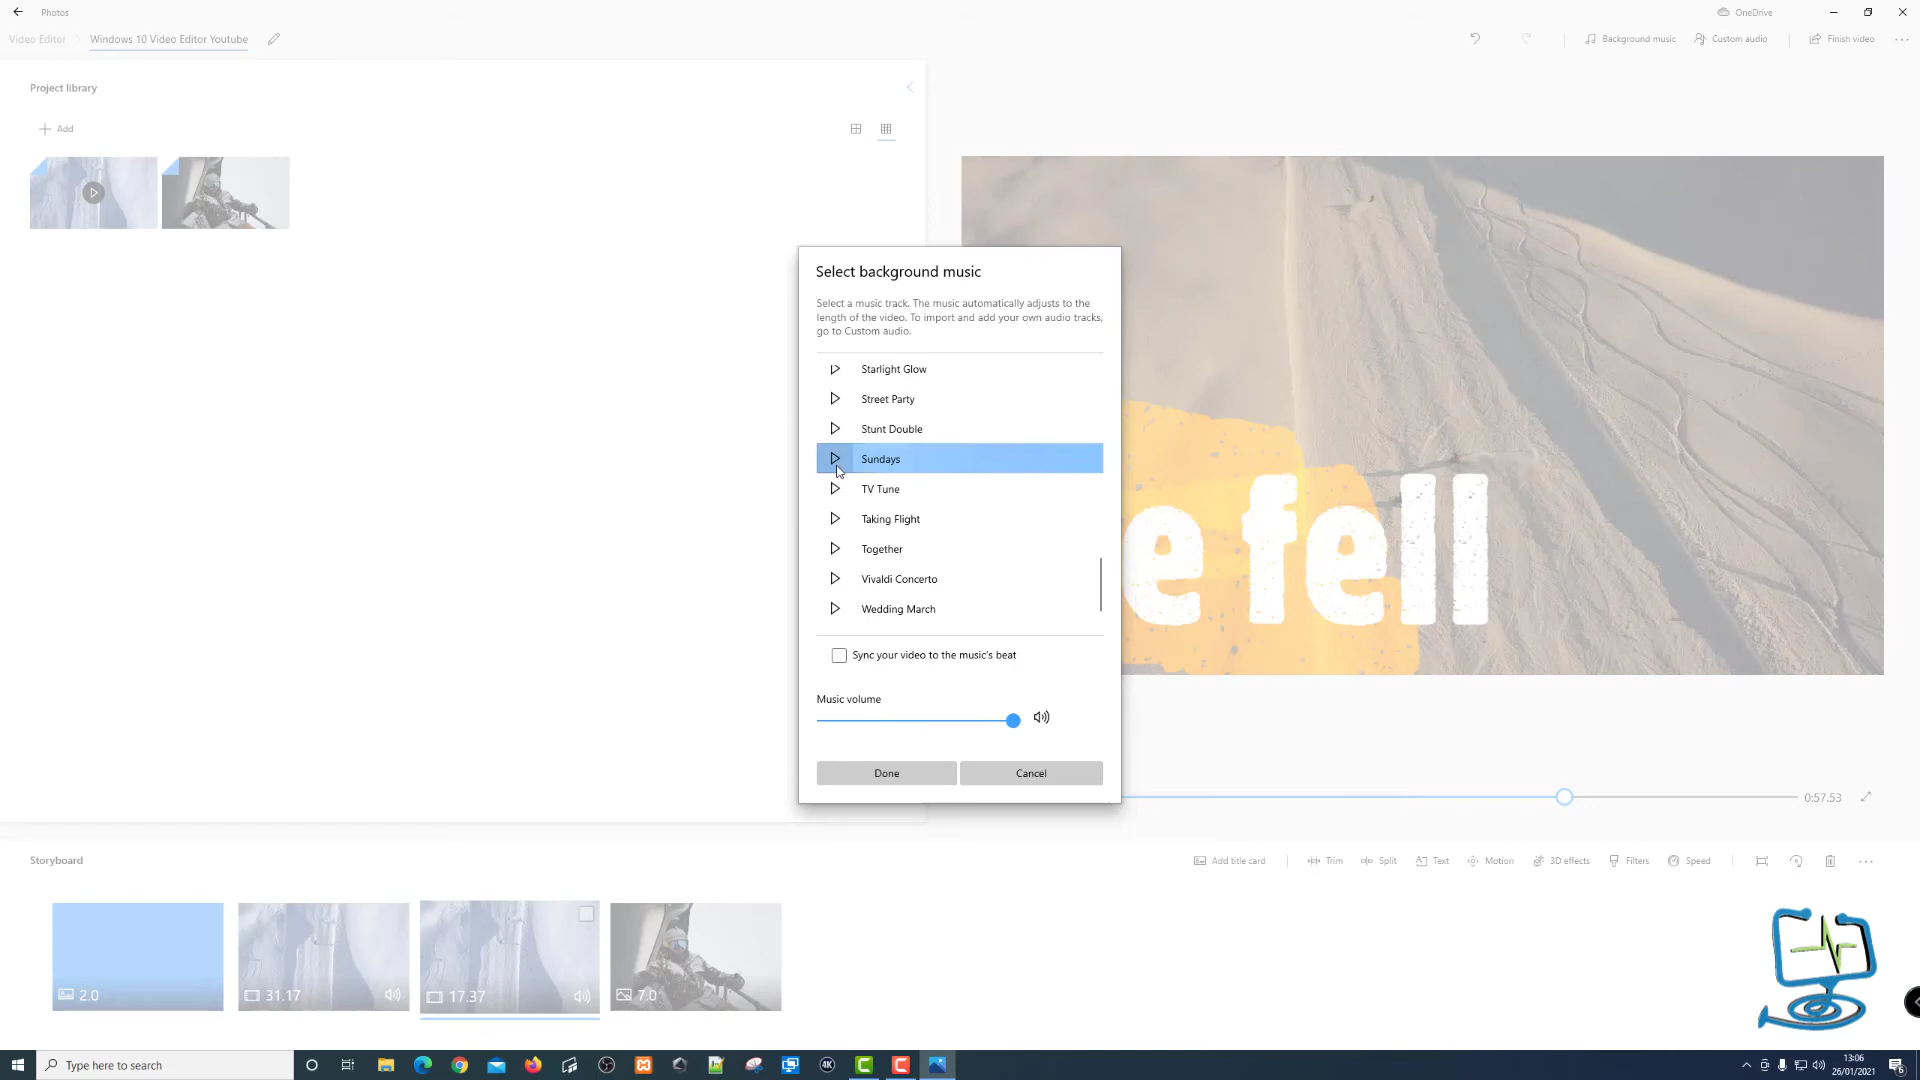 Photos
OneDrive
Video Editor
Windows 10 Video Editor Youtube
Background music
Custom audio
Finish video
Project library
Add
Select background music
Select a music track. The music automatically adjusts to the
length of the video. To import and add your own audio tracks,
go to Custom audio.
Starlight Glow
Street Party
Stunt Double
Sundays
TV Tune
Taking Flight
Together
Vivaldi Concerto
Wedding March
Sync your video to the music's beat
Music volume
Done
Cancel
e fell
0:57.53
Storyboard
Add title card
Trim
Split
Text
Motion
3D effects
Filters
Speed
2.0
31.17
17.37
7.0
Type here to search
4K
13:06
26/01/2021
6